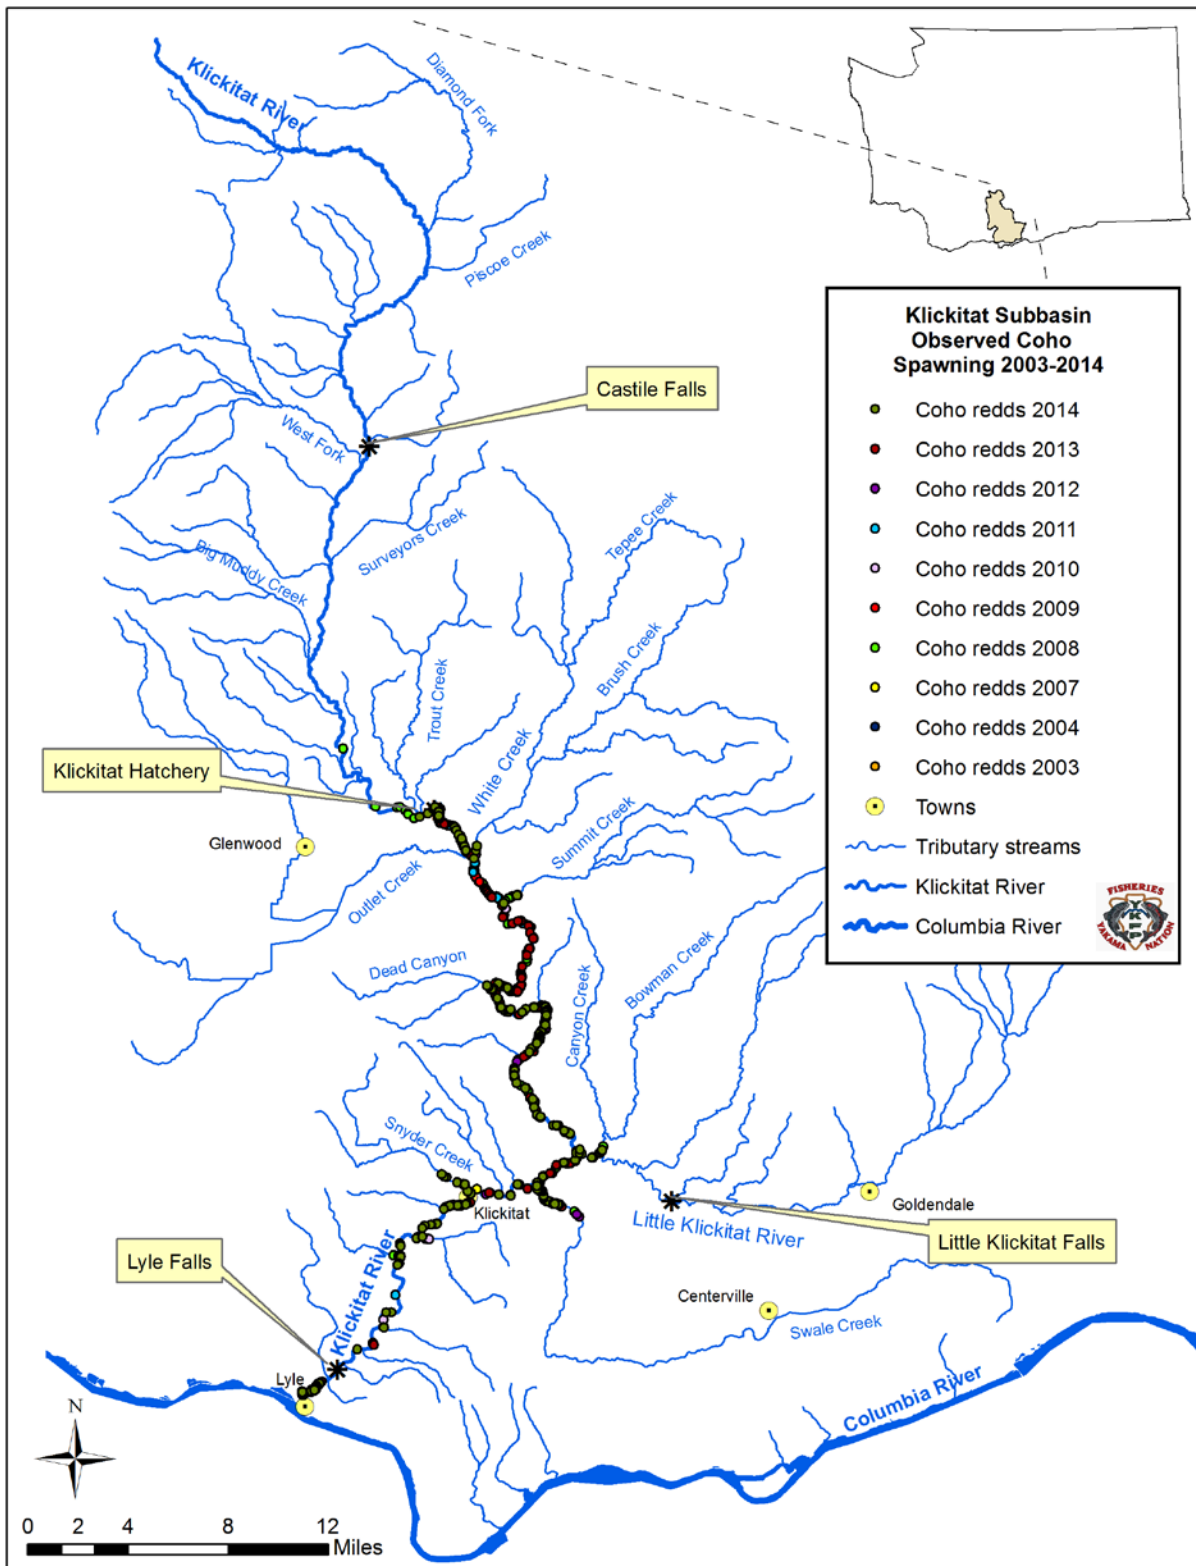 Klickitat River
Diamond Fork
Piscoe Creek
Klickitat Subbasin
Observed Coho
Spawning 2003-2014
Coho redds 2014
Coho redds 2013
Coho redds 2012
Coho redds 2011
Coho redds 2010
Coho redds 2009
Coho redds 2008
Coho redds 2007
Coho redds 2004
Coho redds 2003
Towns
Tributary streams
Klickitat River
Columbia River
FISHERIES
YKFP
YAKAMA NATION
Castile Falls
West Fork
Surveyors Creek
Tepee Creek
Big Muddy Creek
Brush Creek
Trout Creek
Klickitat Hatchery
White Creek
Glenwood
Summit Creek
Outlet Creek
Dead Canyon
Canyon Creek
Bowman Creek
Snyder Creek
Klickitat
Goldendale
Little Klickitat River
Little Klickitat Falls
Lyle Falls
Klickitat River
Centerville
Swale Creek
Lyle
Columbia River
N
0 2 4 8 12
Miles